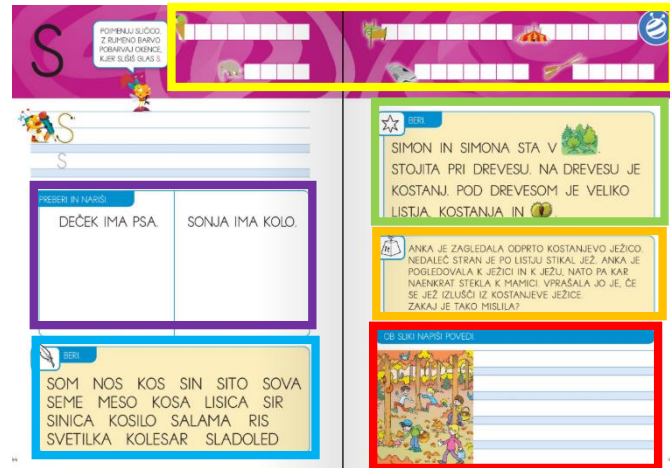 S
POIMENUJ SLIČICO.
Z RUMENO BARVO
POBARVAJ OKENCE,
KJER SLIŠIŠ GLAS S.
S
S
PREBERI IN NARIŠI.
DEČEK IMA PSA.
SONJA IMA KOLO.
BERI.
SOM NOS KOS SIN SITO SOVA
SEME MESO KOSA LISICA SIR
SINICA KOSILO SALAMA RIS
SVETILKA KOLESAR SLADOLED
BERI.
SIMON IN SIMONA STA V
STOJITA PRI DREVESU. NA DREVESU JE
KOSTANJ. POD DREVESOM JE VELIKO
LISTJA, KOSTANJA IN
ANKA JE ZAGLEDALA ODPRTO KOSTANJEVO JEŽICO.
NEDALEČ STRAN JE PO LISTJU STIKAL JEŽ. ANKA JE
POGLEDOVALA K JEŽICI IN K JEŽU, NATO PA KAR
NAENKRAT STEKLA K MAMICI. VPRAŠALA JO JE, ČE
SE JEŽ IZLUŠČI IZ KOSTANJEVE JEŽICE.
ZAKAJ JE TAKO MISLILA?
OB SLIKI NAPIŠI POVEDI.